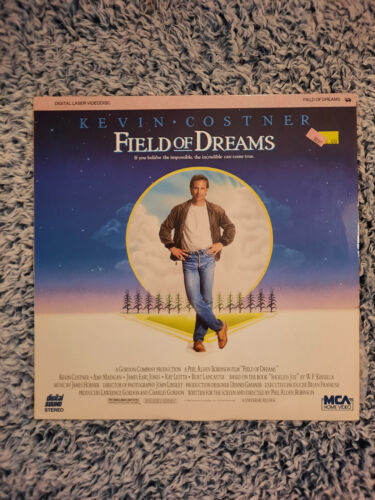 DIGITAL LASER VIDEODISC
FIELD OF DREAMS
KEVIN COSTNER
FIELD OF DREAMS
If you believe the impossible, the incredible can come true.
A GORDON COMPANY PRODUCTION A PHIL ALDEN ROBINSON FILM "FIELD OF DREAMS"
KEVIN COSTNER • AMY MADIGAN • JAMES EARL JONES • RAY LIOTTA • BURT LANCASTER BASED ON THE BOOK "SHOELESS JOE" BY W.P. KINSELLA
MUSIC BY JAMES HORNER DIRECTOR OF PHOTOGRAPHY JOHN LINDLEY PRODUCTION DESIGNER DENNIS GASSNER EXECUTIVE PRODUCER BRIAN FRANKISH
PRODUCERS LAWRENCE GORDON AND CHARLES GORDON WRITTEN FOR THE SCREEN AND DIRECTED BY PHIL ALDEN ROBINSON
A UNIVERSAL RELEASE
digital
SOUND
STEREO
MCA
HOME VIDEO